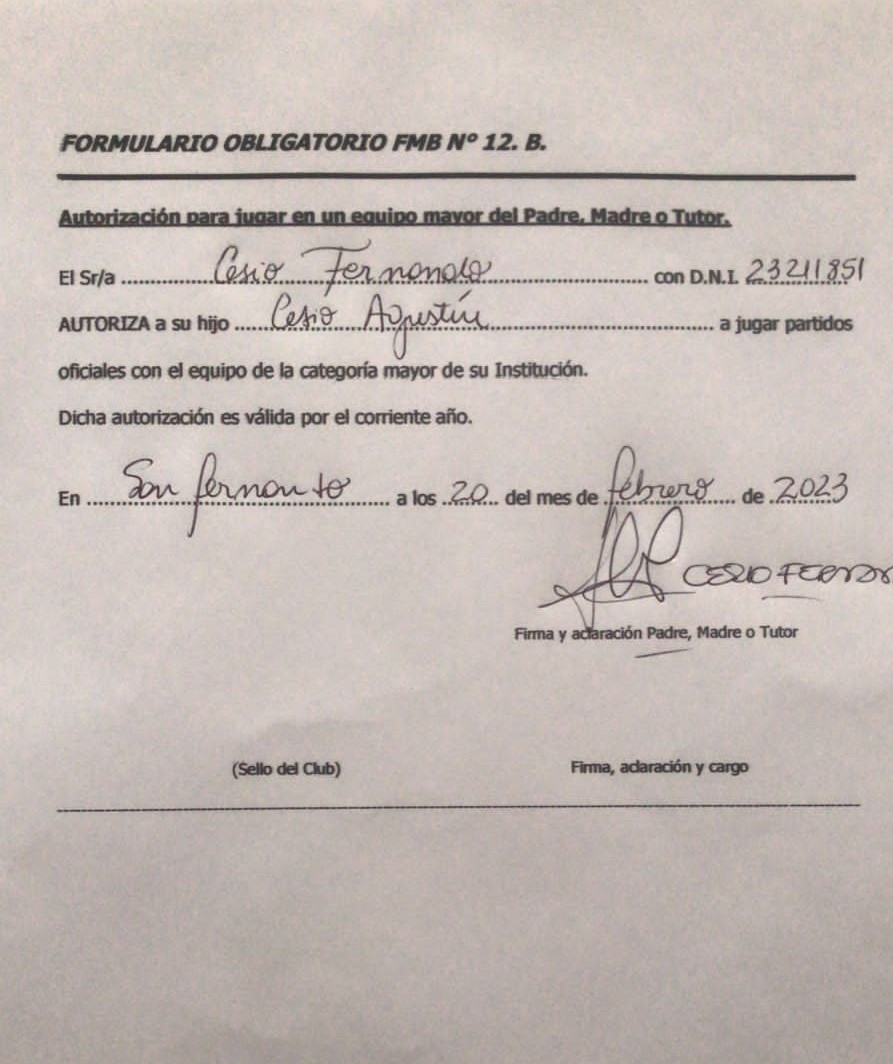 FORMULARIO OBLIGATORIO FMB Nº 12. B.
Autorización para jugar en un equipo mayor del Padre, Madre o Tutor.
El Sr/a ..............Cesio Fernando.......................... con D.N.I. 23211851
AUTORIZA a su hijo ......Cesio Agustín.................................... a jugar partidos
oficiales con el equipo de la categoría mayor de su Institución.
Dicha autorización es válida por el corriente año.
En ......San fernando...... a los .20.. del mes de febrero.... de .2023
CESIO FERNAN
Firma y aclaración Padre, Madre o Tutor
(Sello del Club) Firma, aclaración y cargo